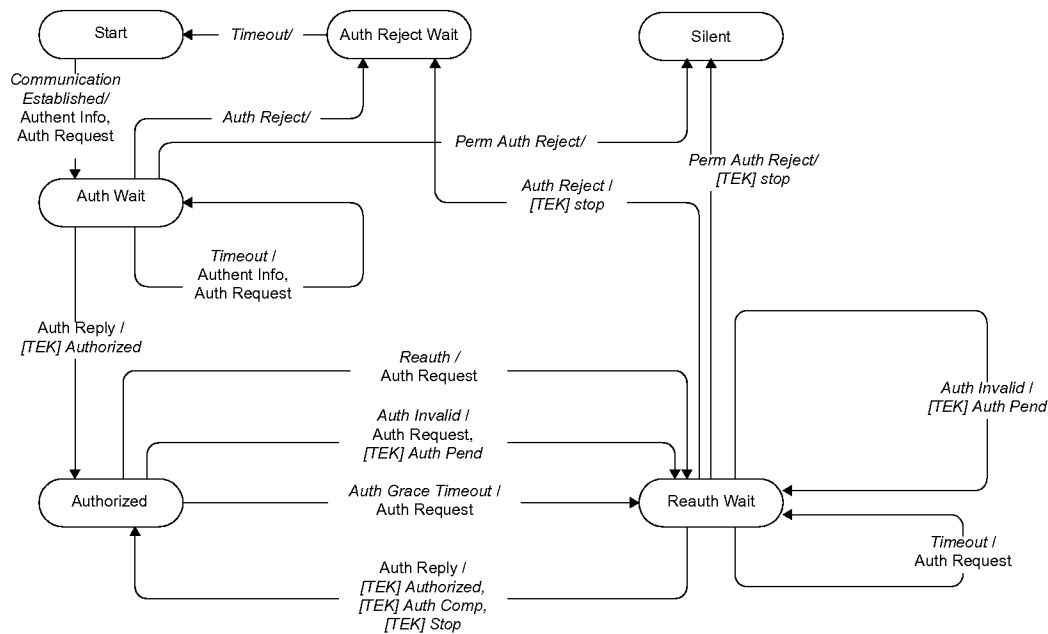 Start
Timeout/
Auth Reject Wait
Silent
Communication
Established/
Authent Info,
Auth Request
Auth Reject/
Perm Auth Reject/
Perm Auth Reject/
[TEK] stop
Auth Reject /
[TEK] stop
Auth Wait
Timeout /
Authent Info,
Auth Request
Auth Reply /
[TEK] Authorized
Reauth /
Auth Request
Auth Invalid /
[TEK] Auth Pend
Auth Invalid /
Auth Request,
[TEK] Auth Pend
Authorized
Auth Grace Timeout /
Auth Request
Reauth Wait
Timeout /
Auth Request
Auth Reply /
[TEK] Authorized,
[TEK] Auth Comp,
[TEK] Stop